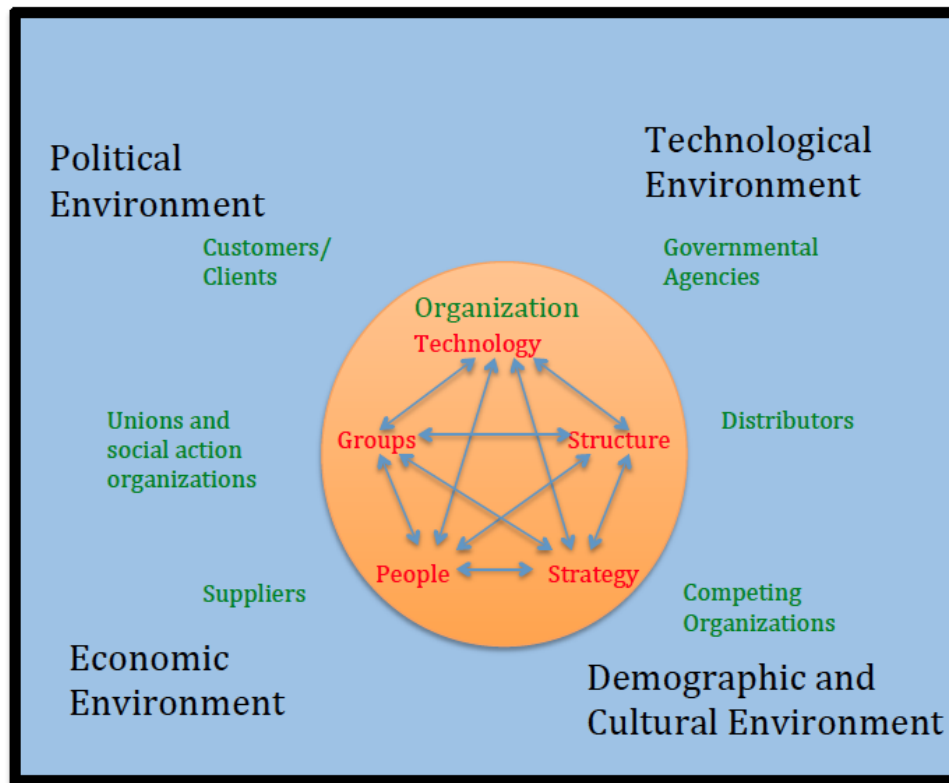 Political
Environment
Technological
Environment
Customers/
Clients
Governmental
Agencies
Organization
Technology
Unions and
social action
organizations
Groups
Structure
Distributors
People
Strategy
Suppliers
Competing
Organizations
Economic
Environment
Demographic and
Cultural Environment